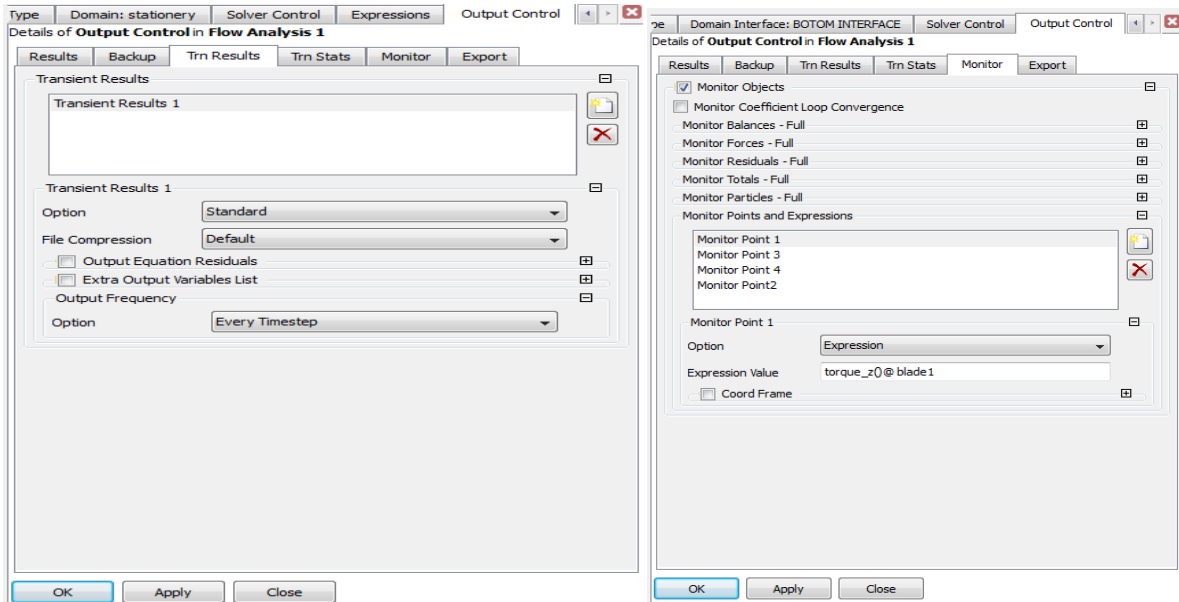 Type Domain: stationery Solver Control Expressions Output Control
Details of Output Control in Flow Analysis 1
Results Backup Trn Results Trn Stats Monitor Export
Transient Results
Transient Results 1
Transient Results 1
Option Standard
File Compression Default
Output Equation Residuals
Extra Output Variables List
Output Frequency
Option Every Timestep
OK Apply Close
pe Domain Interface: BOTOM INTERFACE Solver Control Output Control
Details of Output Control in Flow Analysis 1
Results Backup Trn Results Trn Stats Monitor Export
Monitor Objects
Monitor Coefficient Loop Convergence
Monitor Balances - Full
Monitor Forces - Full
Monitor Residuals - Full
Monitor Totals - Full
Monitor Particles - Full
Monitor Points and Expressions
Monitor Point 1
Monitor Point 3
Monitor Point 4
Monitor Point2
Monitor Point 1
Option Expression
Expression Value torque_z()@ blade1
Coord Frame
OK Apply Close